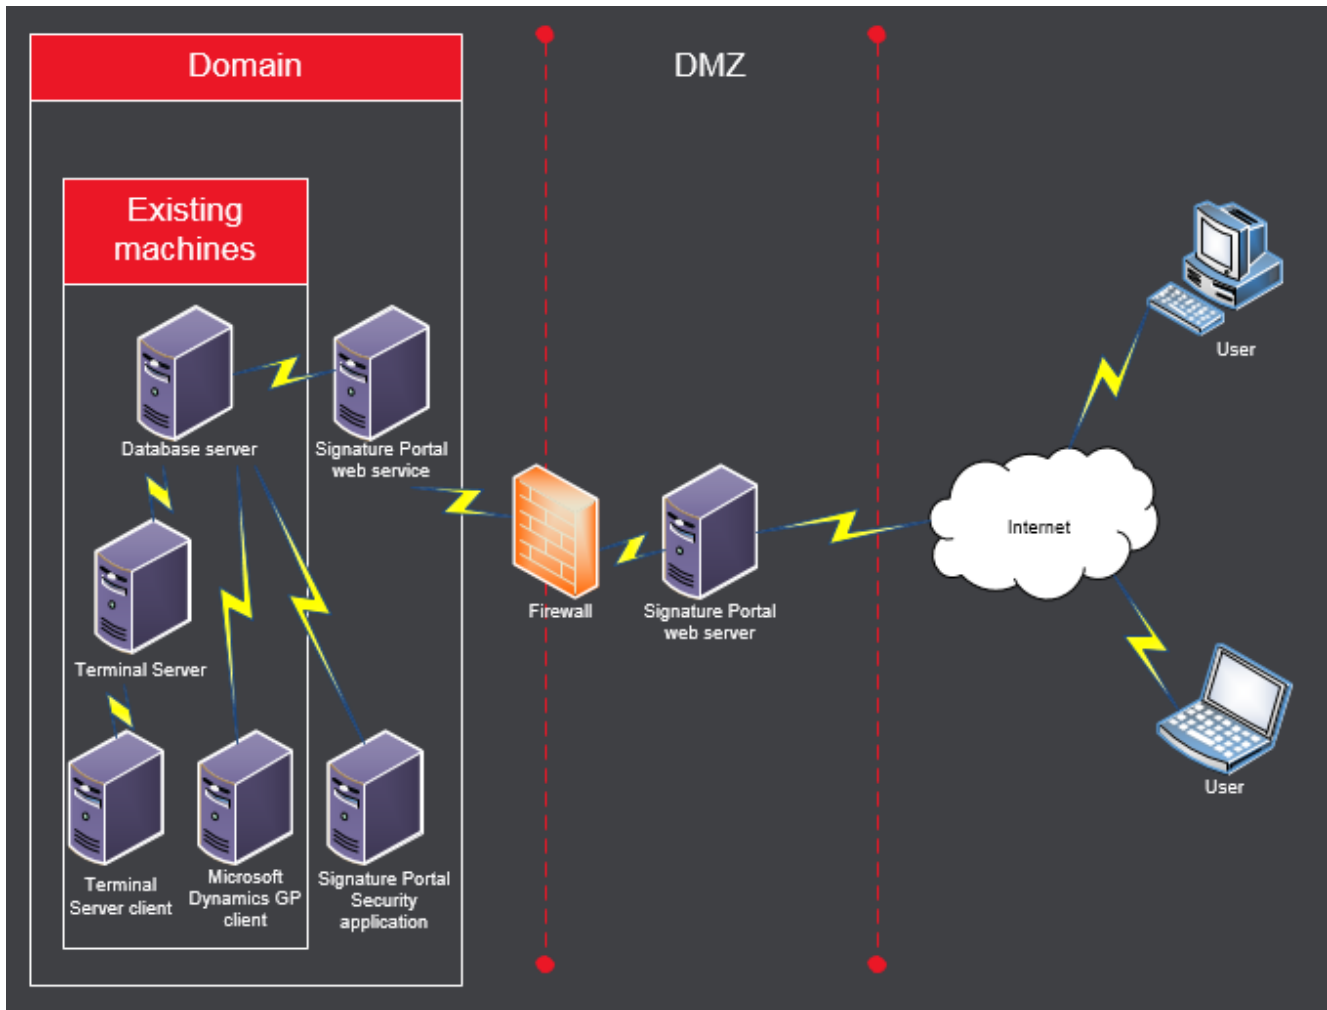 Domain
DMZ
Existing
machines
User
Database server
Signature Portal
web service
Internet
Firewall
Signature Portal
web server
Terminal Server
User
Terminal
Server client
Microsoft
Dynamics GP
client
Signature Portal
Security
application